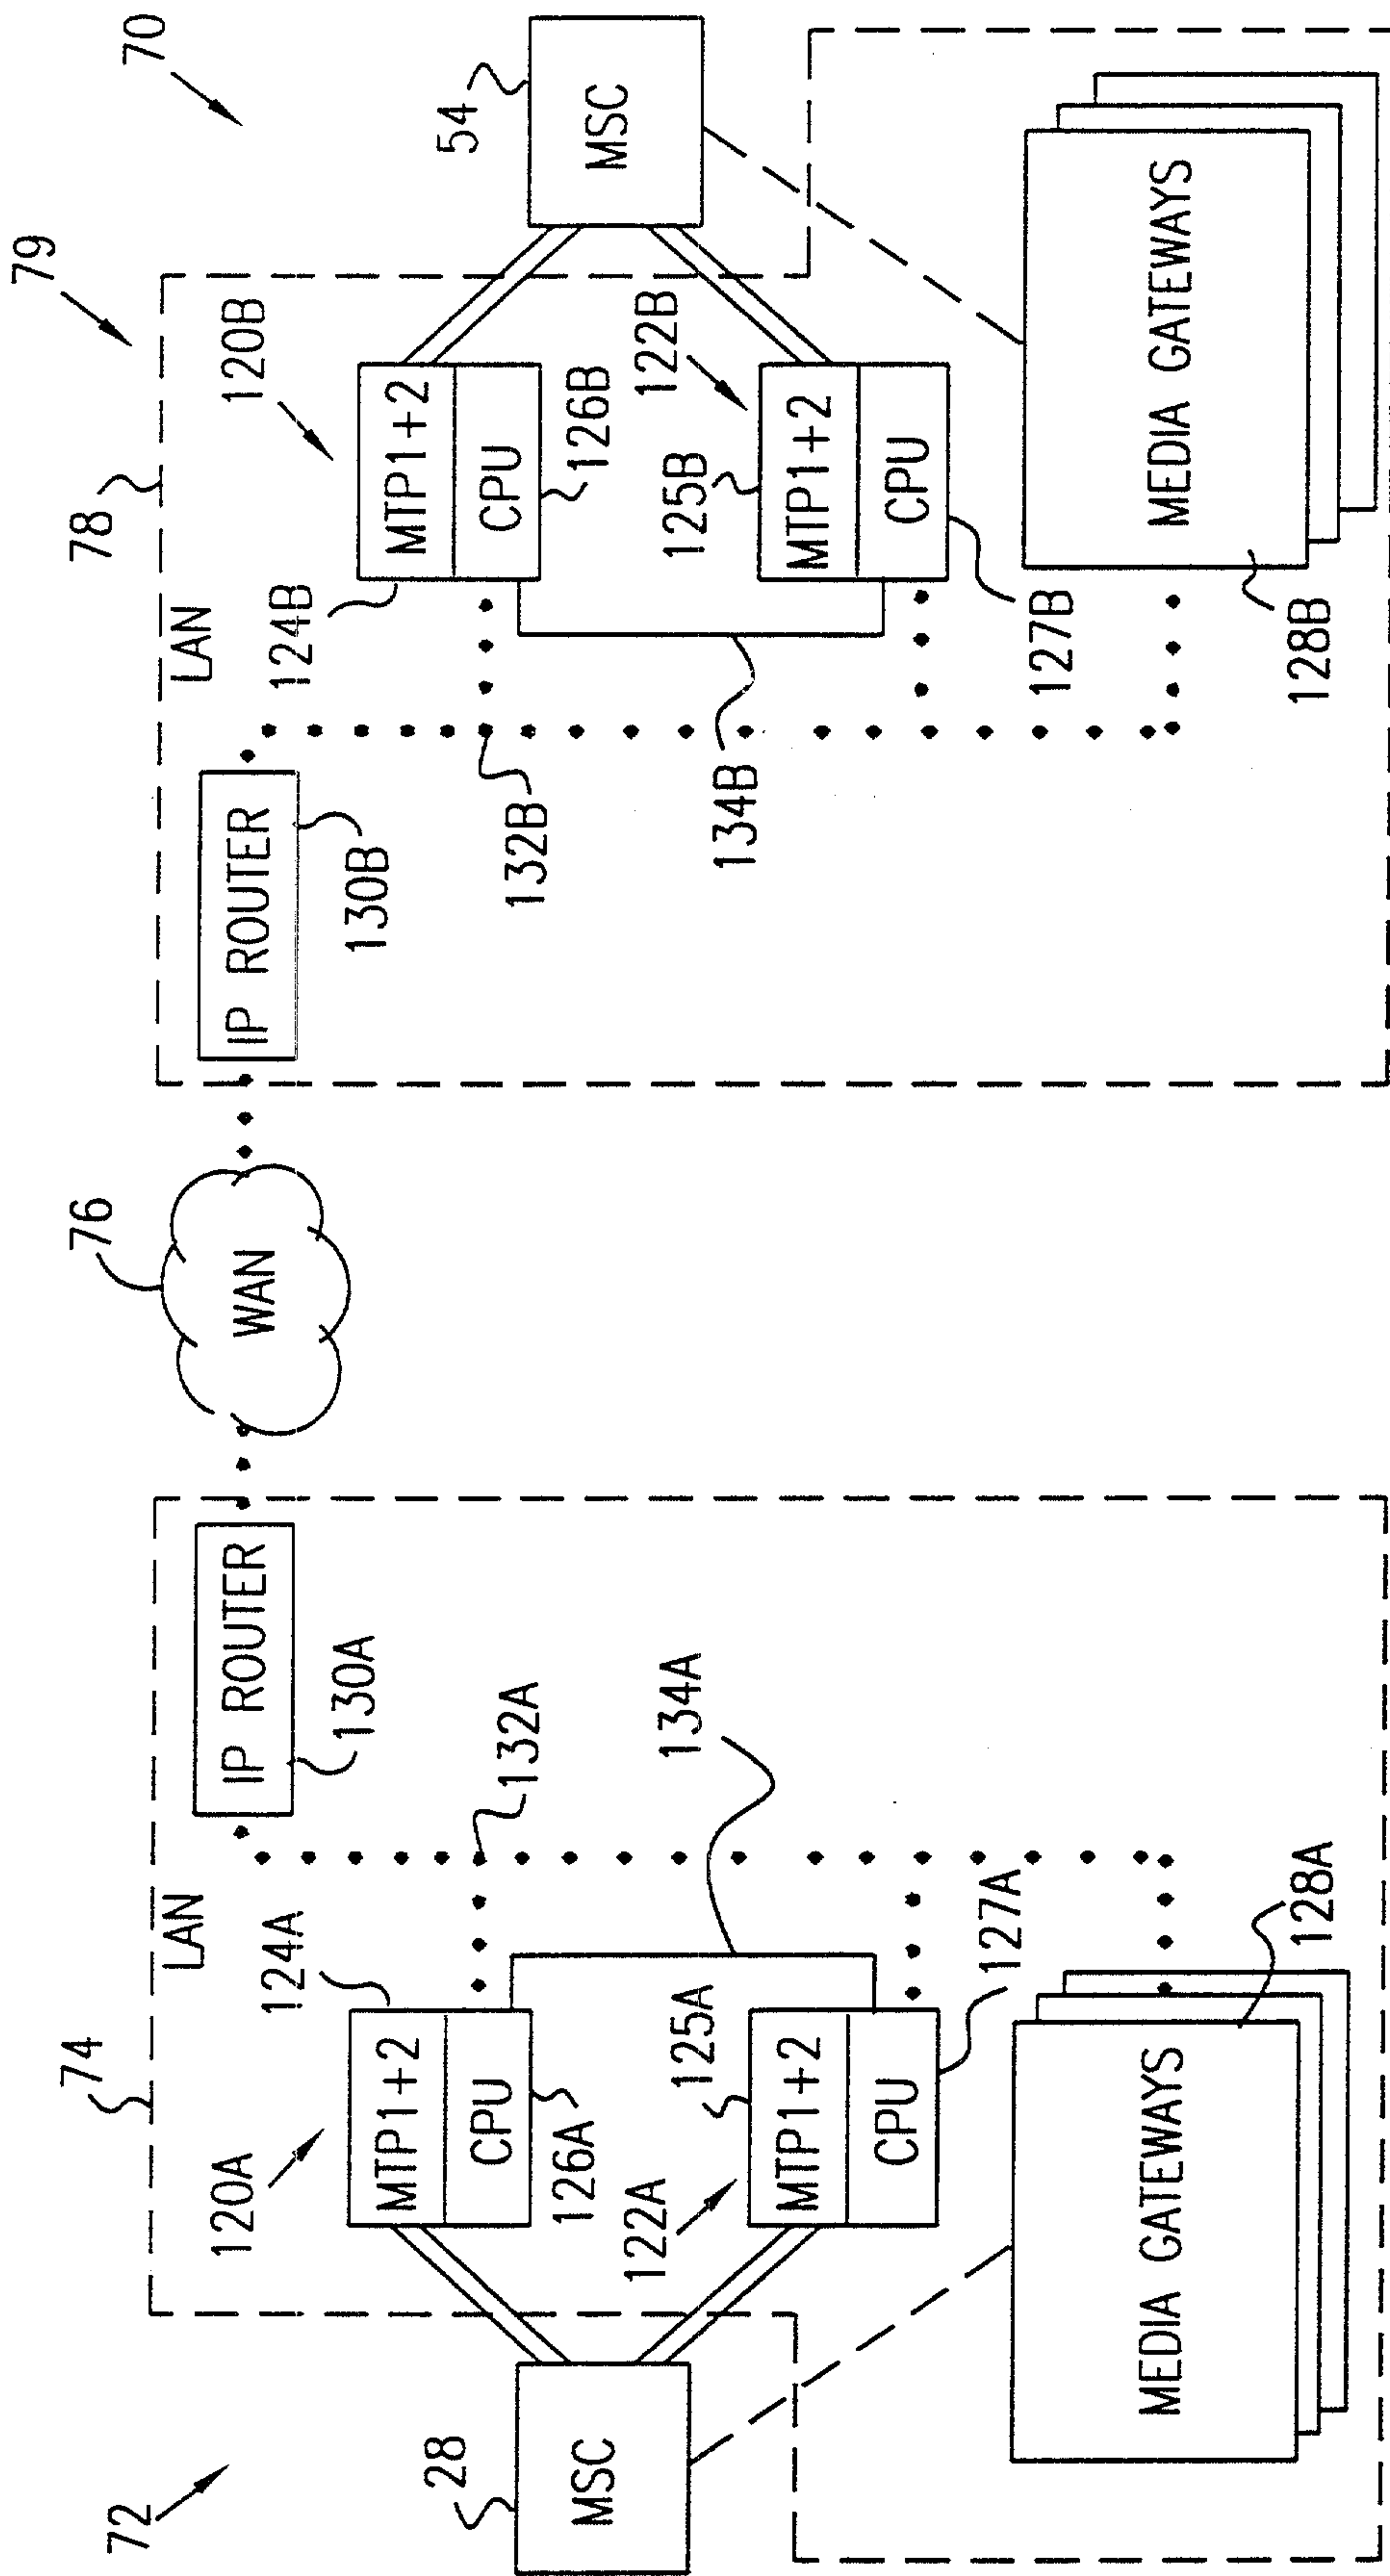 72
28
MSC
74
LAN
120A
124A
MTP1+2
CPU
126A
122A
125A
MTP1+2
CPU
127A
MEDIA GATEWAYS
128A
132A
134A
IP ROUTER
130A
76
WAN
78
79
70
LAN
IP ROUTER
130B
132B
134B
120B
124B
MTP1+2
CPU
126B
122B
125B
MTP1+2
CPU
127B
54
MSC
MEDIA GATEWAYS
128B